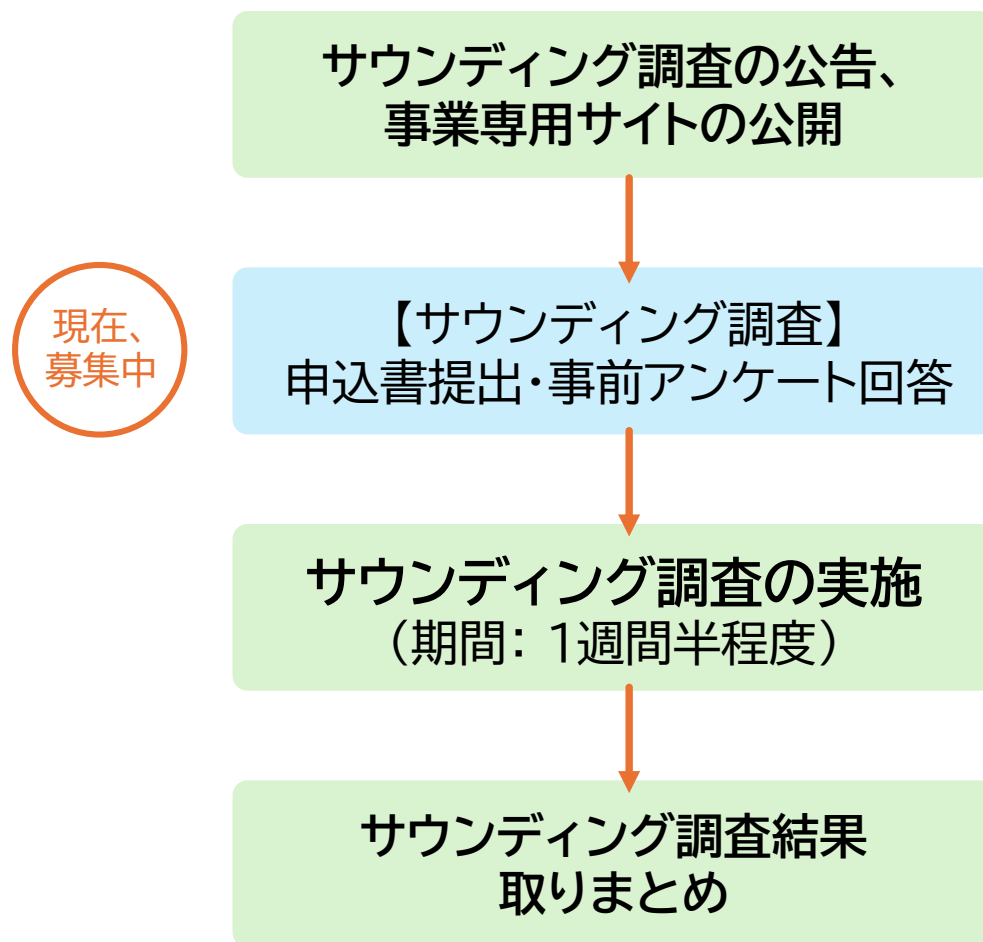 サウンディング調査の公告、
事業専用サイトの公開
現在、
募集中
【サウンディング調査】
申込書提出・事前アンケート回答
サウンディング調査の実施
（期間：1週間半程度）
サウンディング調査結果
取りまとめ